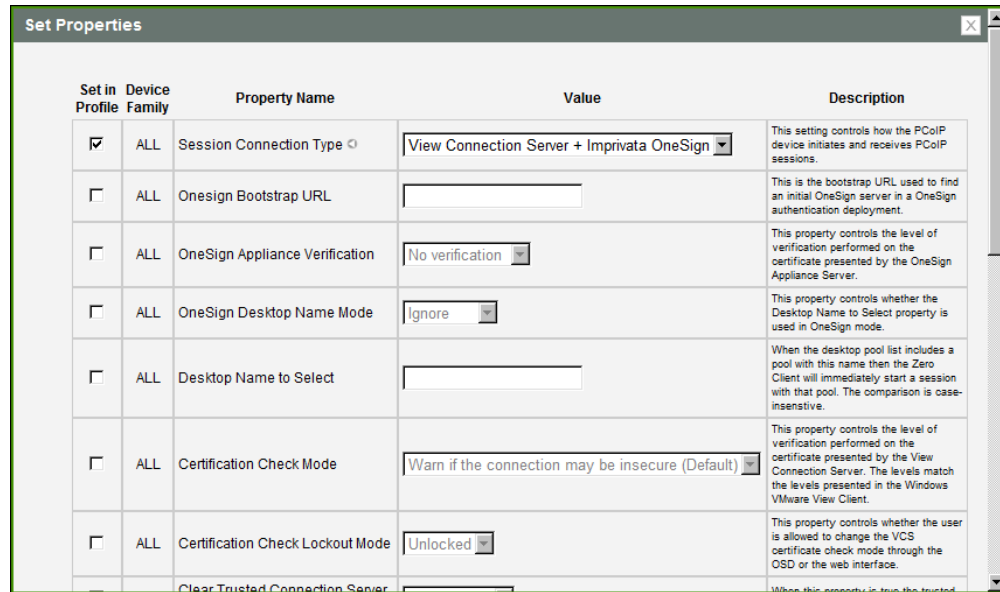 Set Properties
X
Set in Profile
Device Family
Property Name
Value
Description
ALL
Session Connection Type
View Connection Server + Imprivata OneSign
This setting controls how the PCoIP
device initiates and receives PCoIP
sessions.
ALL
Onesign Bootstrap URL
This is the bootstrap URL used to find
an initial OneSign server in a OneSign
authentication deployment.
ALL
OneSign Appliance Verification
No verification
This property controls the level of
verification performed on the
certificate presented by the OneSign
Appliance Server.
ALL
OneSign Desktop Name Mode
Ignore
This property controls whether the
Desktop Name to Select property is
used in OneSign mode.
ALL
Desktop Name to Select
When the desktop pool list includes a
pool with this name then the Zero
Client will immediately start a session
with that pool. The comparison is case-
insenstive.
ALL
Certification Check Mode
Warn if the connection may be insecure (Default)
This property controls the level of
verification performed on the
certificate presented by the View
Connection Server. The levels match
the levels presented in the Windows
VMware View Client.
ALL
Certification Check Lockout Mode
Unlocked
This property controls whether the user
is allowed to change the VCS
certificate check mode through the
OSD or the web interface.
Clear Trusted Connection Server
When this property is true the trusted